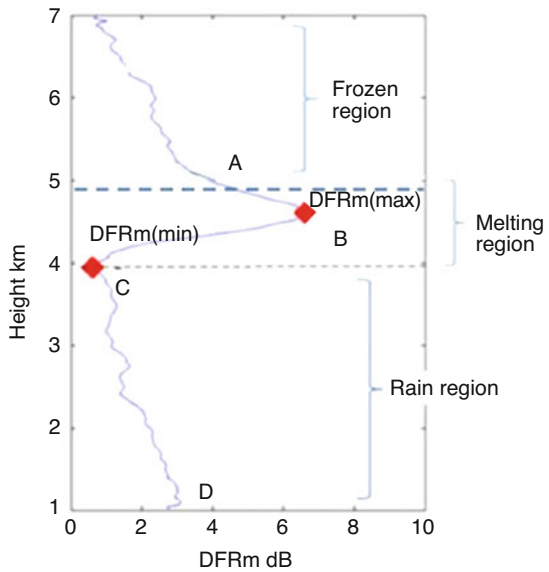 7
6
5
4
3
2
1
0
2
4
6
8
10
Height km
DFRm dB
Frozen
region
A
DFRm(max)
DFRm(min)
B
Melting
region
C
Rain region
D